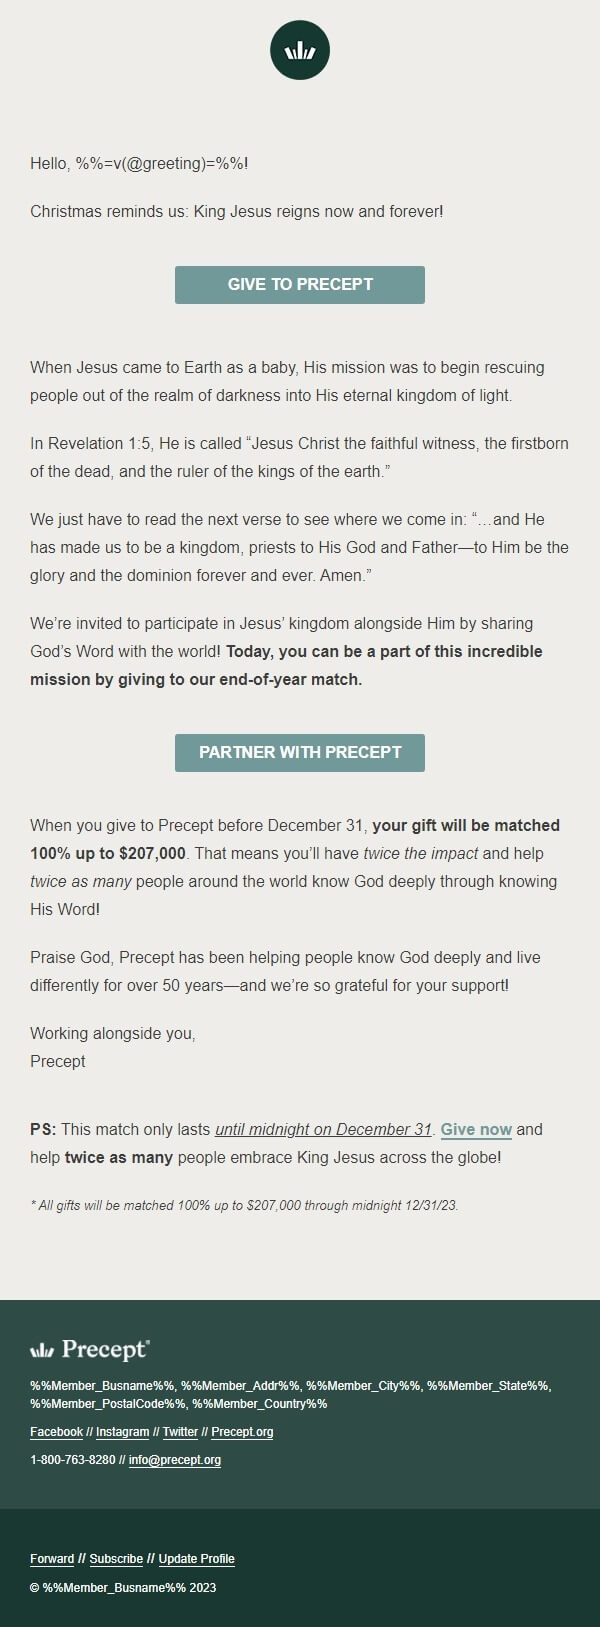 Hello, %%=v(@greeting)=%%!
Christmas reminds us: King Jesus reigns now and forever!
GIVE TO PRECEPT
When Jesus came to Earth as a baby, His mission was to begin rescuing
people out of the realm of darkness into His eternal kingdom of light.
In Revelation 1:5, He is called “Jesus Christ the faithful witness, the firstborn
of the dead, and the ruler of the kings of the earth.”
We just have to read the next verse to see where we come in: “…and He
has made us to be a kingdom, priests to His God and Father—to Him be the
glory and the dominion forever and ever. Amen.”
We’re invited to participate in Jesus’ kingdom alongside Him by sharing
God’s Word with the world! Today, you can be a part of this incredible
mission by giving to our end-of-year match.
PARTNER WITH PRECEPT
When you give to Precept before December 31, your gift will be matched
100% up to $207,000. That means you’ll have twice the impact and help
twice as many people around the world know God deeply through knowing
His Word!
Praise God, Precept has been helping people know God deeply and live
differently for over 50 years—and we’re so grateful for your support!
Working alongside you,
Precept
PS: This match only lasts until midnight on December 31. Give now and
help twice as many people embrace King Jesus across the globe!
* All gifts will be matched 100% up to $207,000 through midnight 12/31/23.
Precept®
%%Member_Busname%%, %%Member_Addr%%, %%Member_City%%, %%Member_State%%,
%%Member_PostalCode%%, %%Member_Country%%
Facebook // Instagram // Twitter // Precept.org
1-800-763-8280 // info@precept.org
Forward // Subscribe // Update Profile
© %%Member_Busname%% 2023